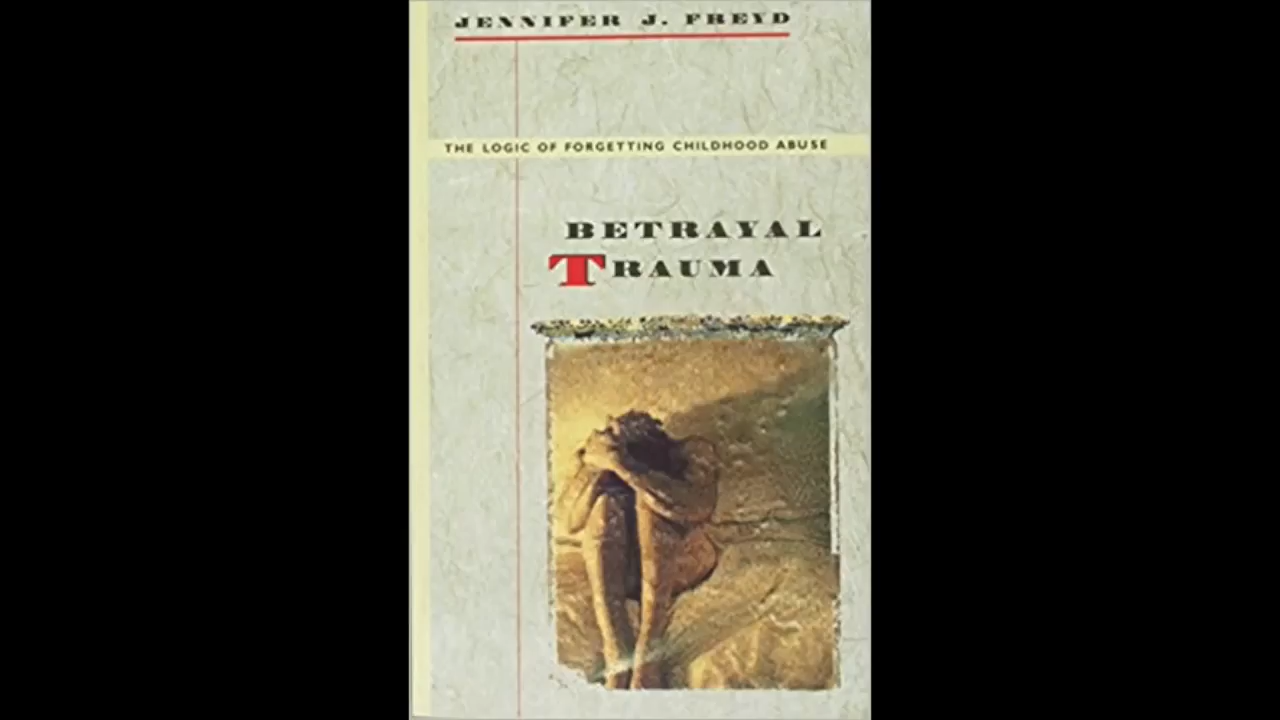 JENNIFER J. FREYD
THE LOGIC OF FORGETTING CHILDHOOD ABUSE
BETRAYAL
TRAUMA